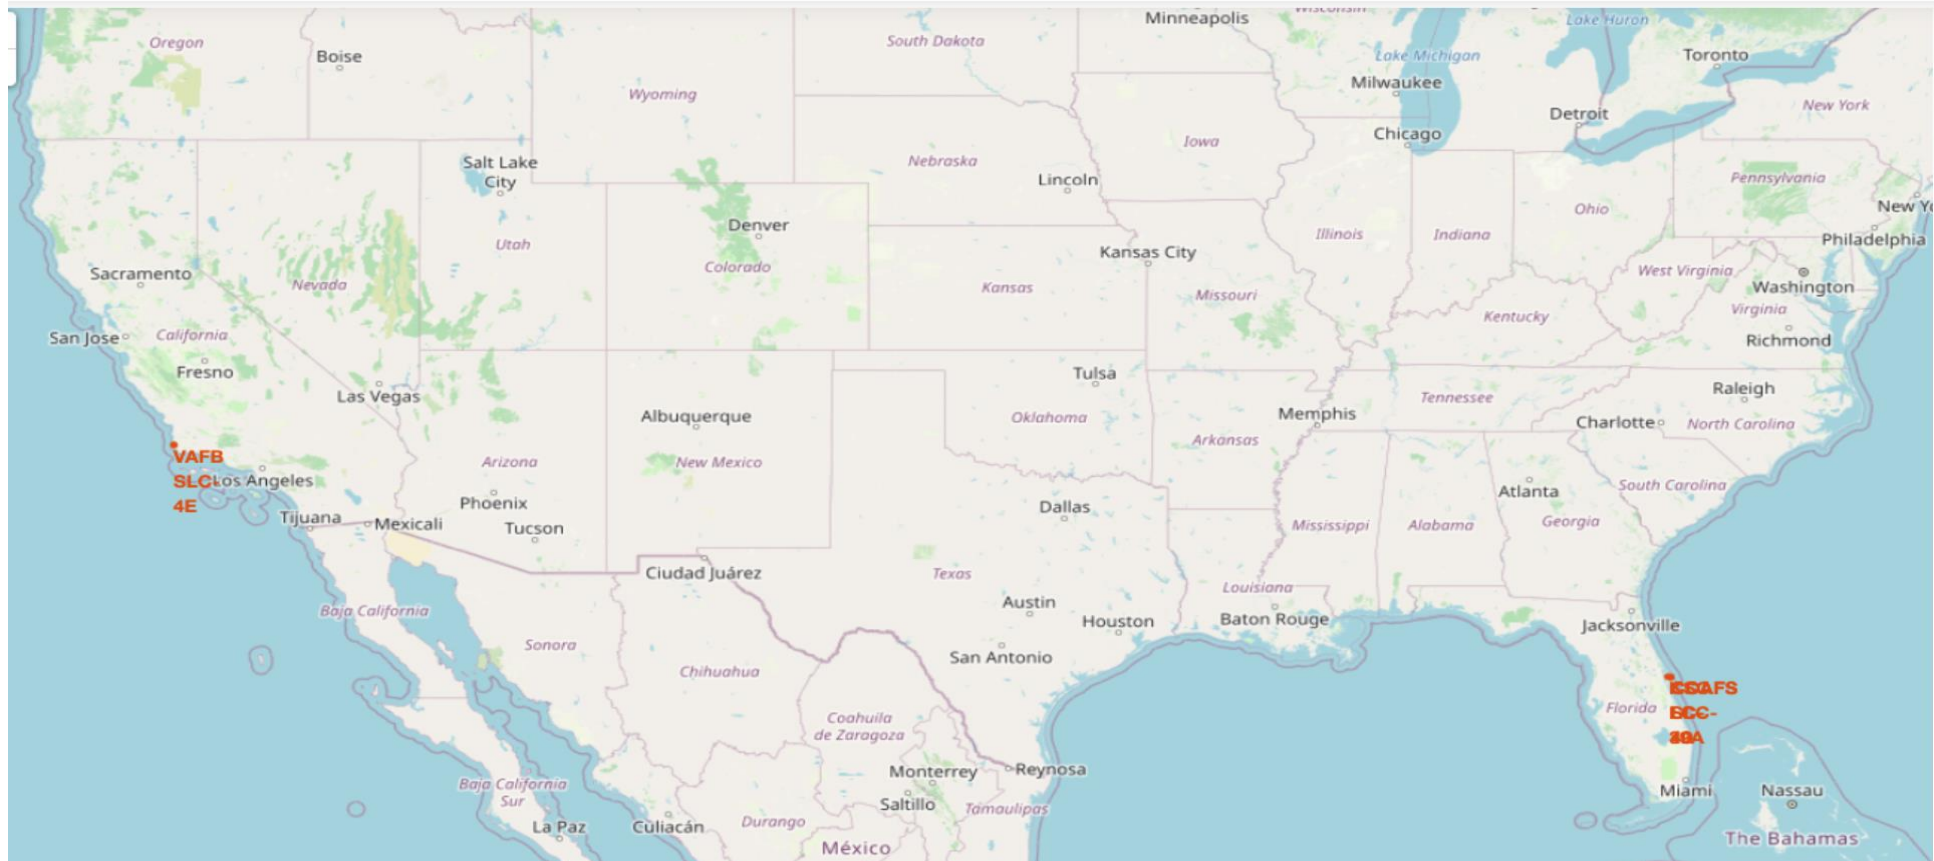 Minneapolis
Wisconsin
Lake Huron
Oregon
South Dakota
Boise
Lake Michigan
Toronto
Milwaukee
Wyoming
New York
Detroit
Chicago
Iowa
Nebraska
Salt Lake
City
Lincoln
Pennsylvania
New Yo
Ohio
Denver
Illinois
Indiana
Philadelphia
Utah
Kansas City
Colorado
Sacramento
West Virginia
Nevada
Kansas
Washington
Missouri
Virginia
Kentucky
California
San Jose
Richmond
Fresno
Tulsa
Raleigh
Las Vegas
Tennessee
Albuquerque
Memphis
Oklahoma
Charlotte
North Carolina
Arkansas
VAFB
SLC-
4E
Los Angeles
Arizona
New Mexico
South Carolina
Atlanta
Phoenix
Dallas
Tijuana
Mexicali
Tucson
Mississippi
Alabama
Georgia
Ciudad Juárez
Texas
Louisiana
Austin
Baja California
Houston
Baton Rouge
Jacksonville
Sonora
San Antonio
Chihuahua
Florida
Coahuila
de Zaragoza
Monterrey
Reynosa
Baja California
Sur
Miami
Nassau
Saltillo
Tamaulipas
La Paz
Culiacán
Durango
The Bahamas
México